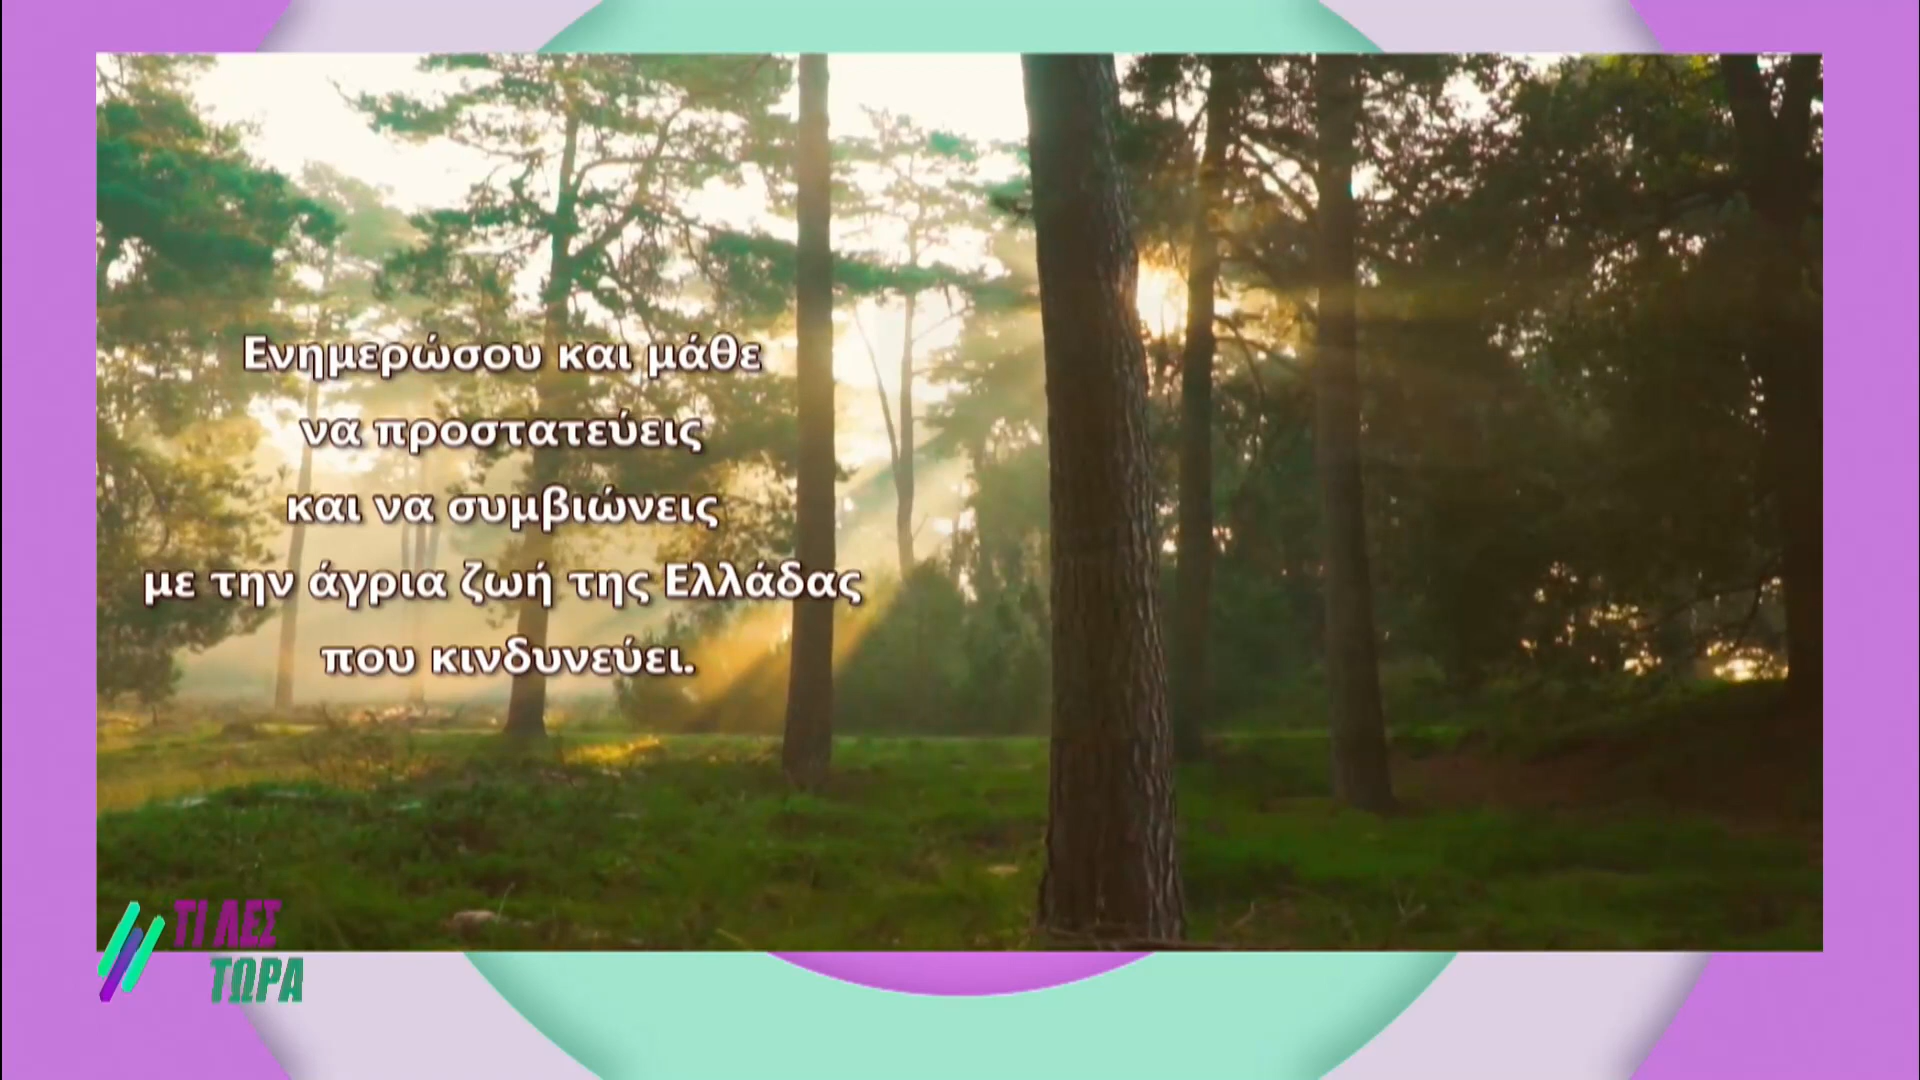 Ενημερώσου και μάθε
να προστατεύεις
και να συμβιώνεις
με την άγρια ζωή της Ελλάδας
που κινδυνεύει.
ΤΙ ΛΕΣ
ΤΩΡΑ